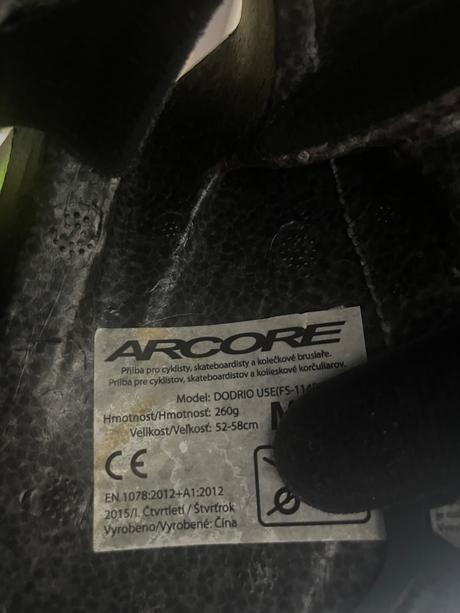 ARCORE
Přilba pro cyklisty, skateboardisty a kolečkové bruslaře.
Prilba pre cyklistov, skateboardistov a kolieskové korčuliarov.
Model: DODRIO U5E(FS-114
Hmotnost/Hmotnosť: 260g
Velikost/Veľkosť: 52-58cm
M
CE
EN 1078:2012+A1:2012
2015/I. Čtvrtletí / Štvrťrok
Vyrobeno/Vyrobené: Čína